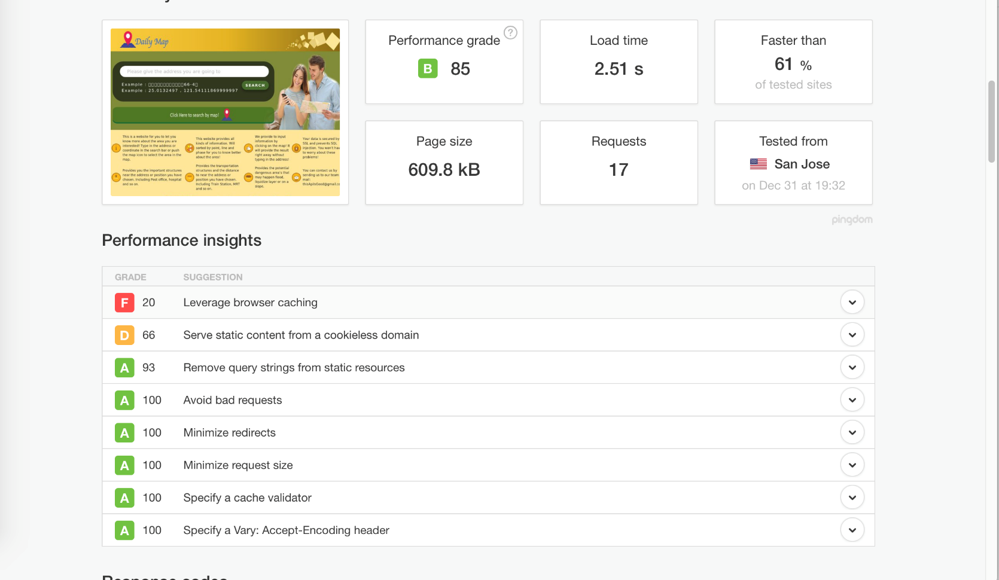 Daily Map
Please give the address you are going to
Example : 66-4
Example : 25.0132497 , 121.54111869999997
SEARCH
Click Here to search by map!
This is a website for you to let you
know more about the area you are
interested! Type in the address or
coordinate in the search bar or push
the map icon to select the area in the
map.
This website provides all
kinds of information. Will
sorted by point, line and
phase for you to know better
about the area!
We provide to input
information by
clicking on the map! It
will provide the result
right away without
typing in the address!
Your data is secured by
SSL and prevents SQL
injection. You won't hav
to worry about these
problems!
Provides you the important structures
near the address or position you have
chosen. Including Post office, hospital
and so on.
Provides the transportation
structures and the distance
to near the address or
position you have chosen.
Including Train Station, MRT
and so on.
Provides the potential
dangerous area's that
may happen flood,
liquidize layer or on a
slope.
You can contact us by
sending us to our team
mail:
thisApiIsGood@gmail.co
Performance grade ?
B 85
Load time
2.51 s
Faster than
61 %
of tested sites
Page size
609.8 kB
Requests
17
Tested from
San Jose
on Dec 31 at 19:32
pingdom
Performance insights
GRADE SUGGESTION
F 20 Leverage browser caching
D 66 Serve static content from a cookieless domain
A 93 Remove query strings from static resources
A 100 Avoid bad requests
A 100 Minimize redirects
A 100 Minimize request size
A 100 Specify a cache validator
A 100 Specify a Vary: Accept-Encoding header
Response codes